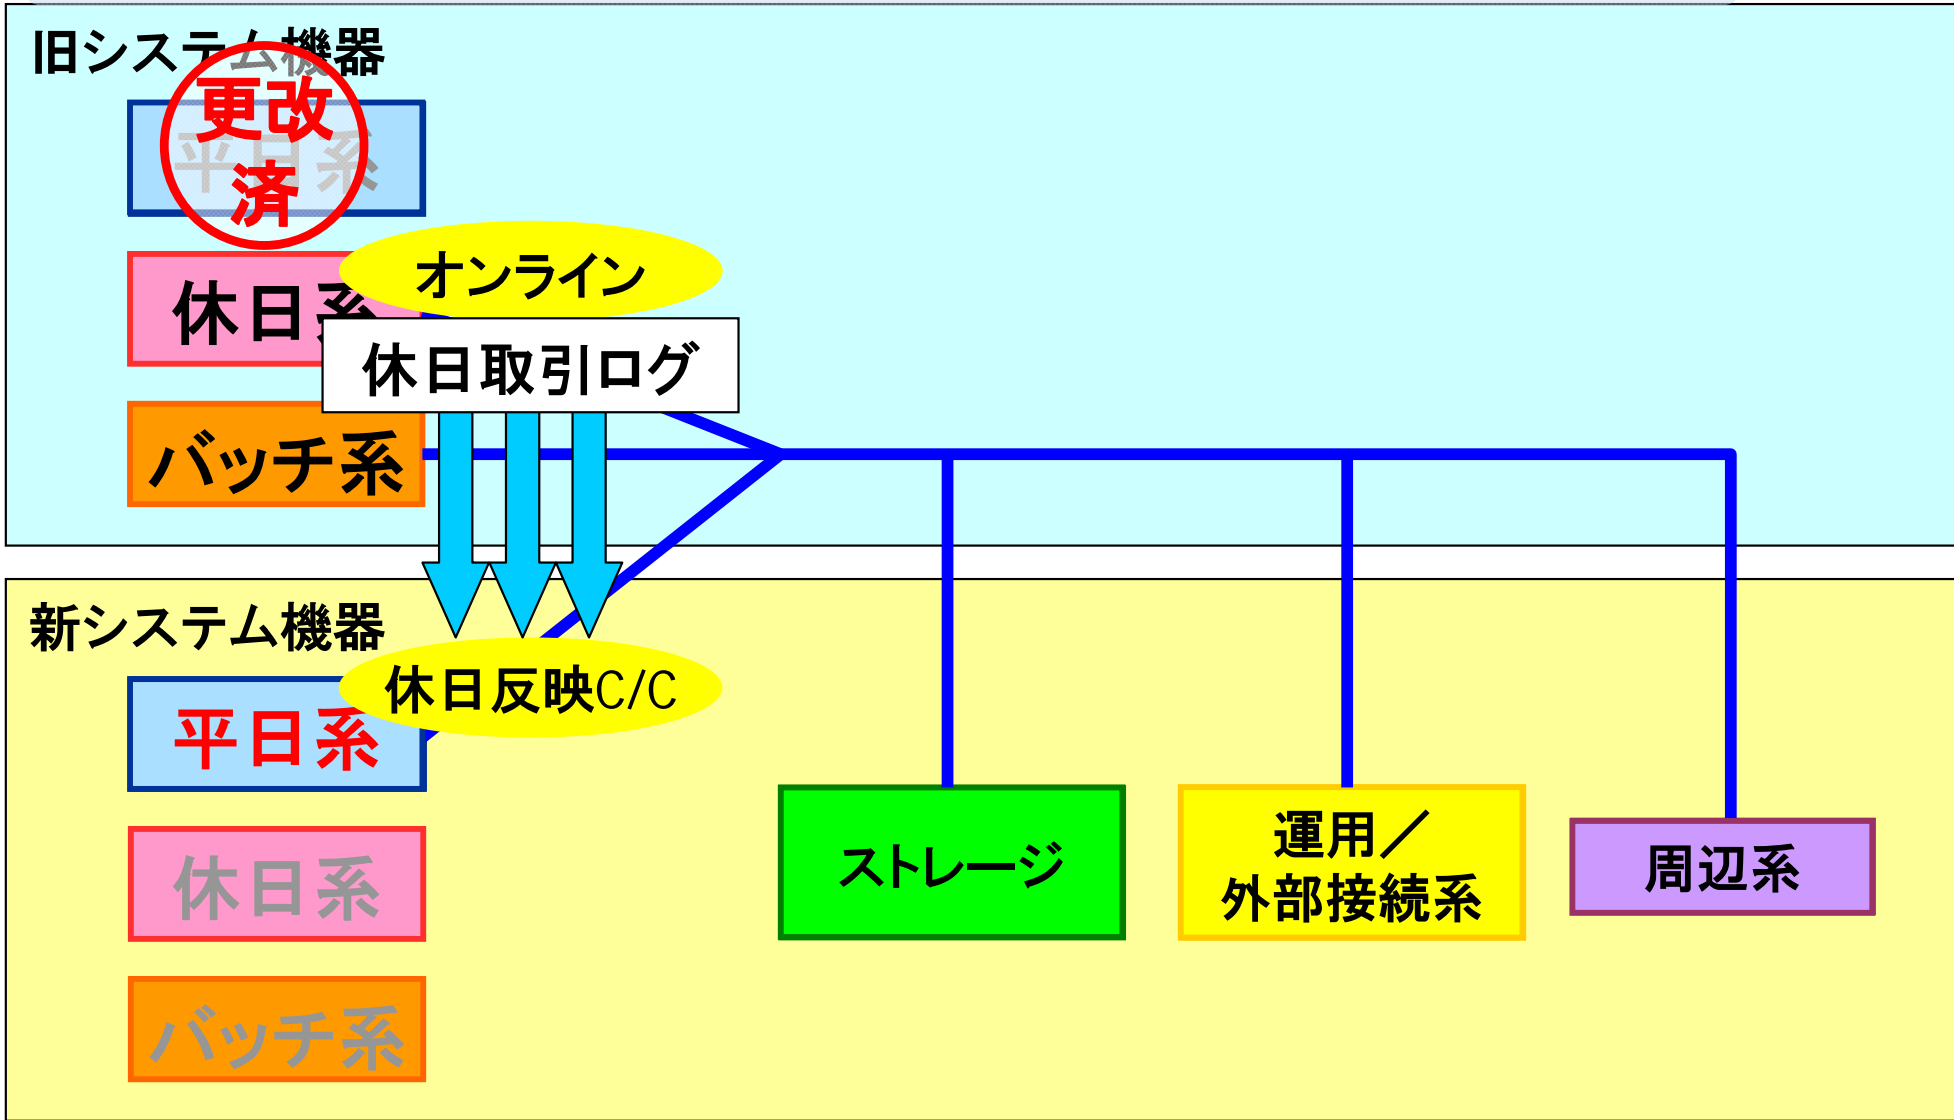 旧システム機器
更改
済
平日系
休日系
オンライン
休日取引ログ
バッチ系
新システム機器
休日反映C/C
平日系
休日系
バッチ系
ストレージ
運用／
外部接続系
周辺系